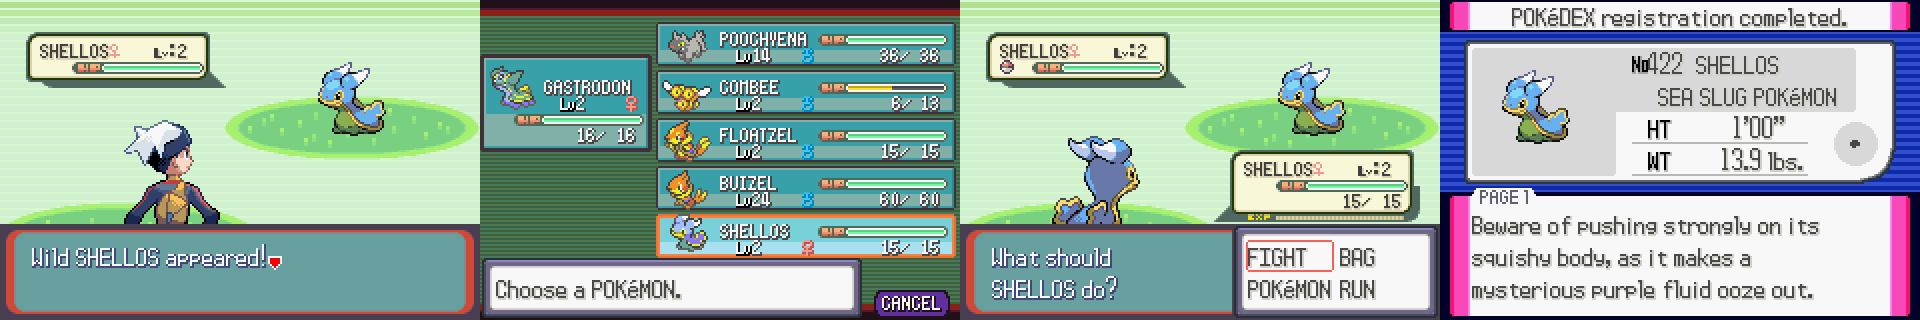 SHELLOS♀ Lv:2
HP
Wild SHELLOS appeared!
GASTRODON
Lv2 ♀
16/ 16
POOCHYENA
Lv14 ♂ 36/ 36
COMBEE
Lv2 ♂ 6/ 13
FLOATZEL
Lv2 ♂ 15/ 15
BUIZEL
Lv24 ♂ 60/ 60
SHELLOS
Lv2 ♀ 15/ 15
Choose a POKéMON.
CANCEL
SHELLOS♀ Lv:2
HP
SHELLOS♀ Lv:2
HP
15/ 15
EXP
What should
SHELLOS do?
FIGHT BAG
POKéMON RUN
POKéDEX registration completed.
No422 SHELLOS
SEA SLUG POKéMON
HT 1'00"
WT 13.9 lbs.
PAGE 1
Beware of pushing strongly on its
squishy body, as it makes a
mysterious purple fluid ooze out.